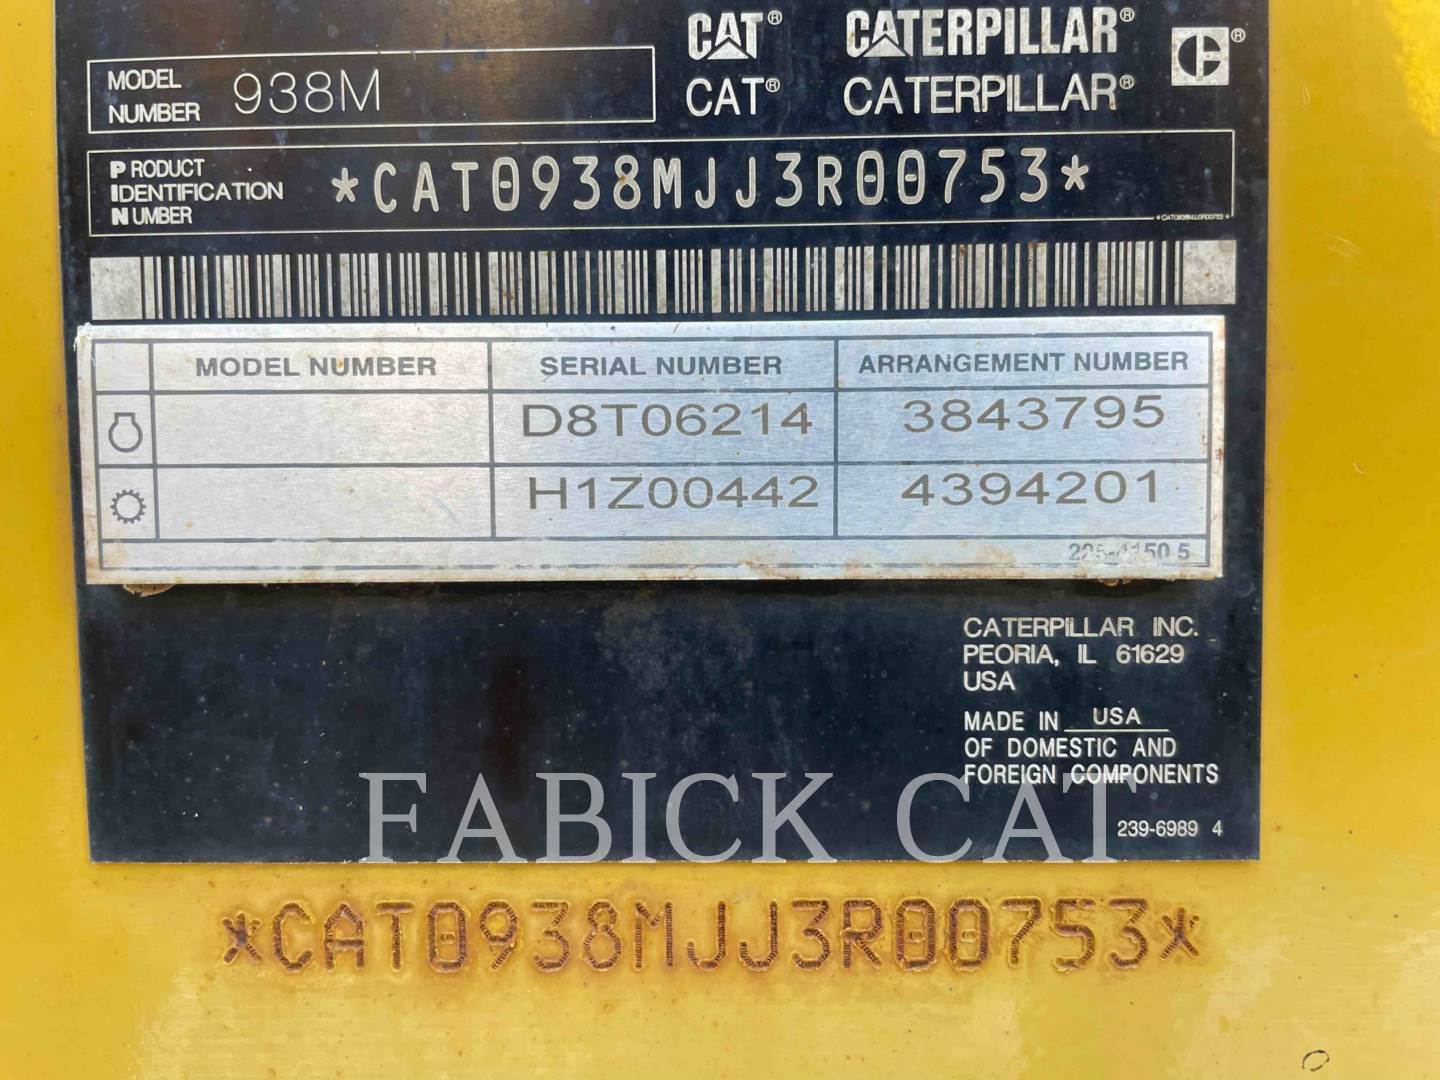 CAT® CATERPILLAR®
CAT® CATERPILLAR® ®
MODEL NUMBER 938M
PRODUCT IDENTIFICATION NUMBER *CAT0938MJJ3R00753*
MODEL NUMBER SERIAL NUMBER ARRANGEMENT NUMBER
D8T06214 3843795
H1Z00442 4394201
5
CATERPILLAR INC.
PEORIA, IL 61629
USA
MADE IN USA
OF DOMESTIC AND
FOREIGN COMPONENTS
239-6989 4
FABICK CAT
*CAT0938MJJ3R00753*